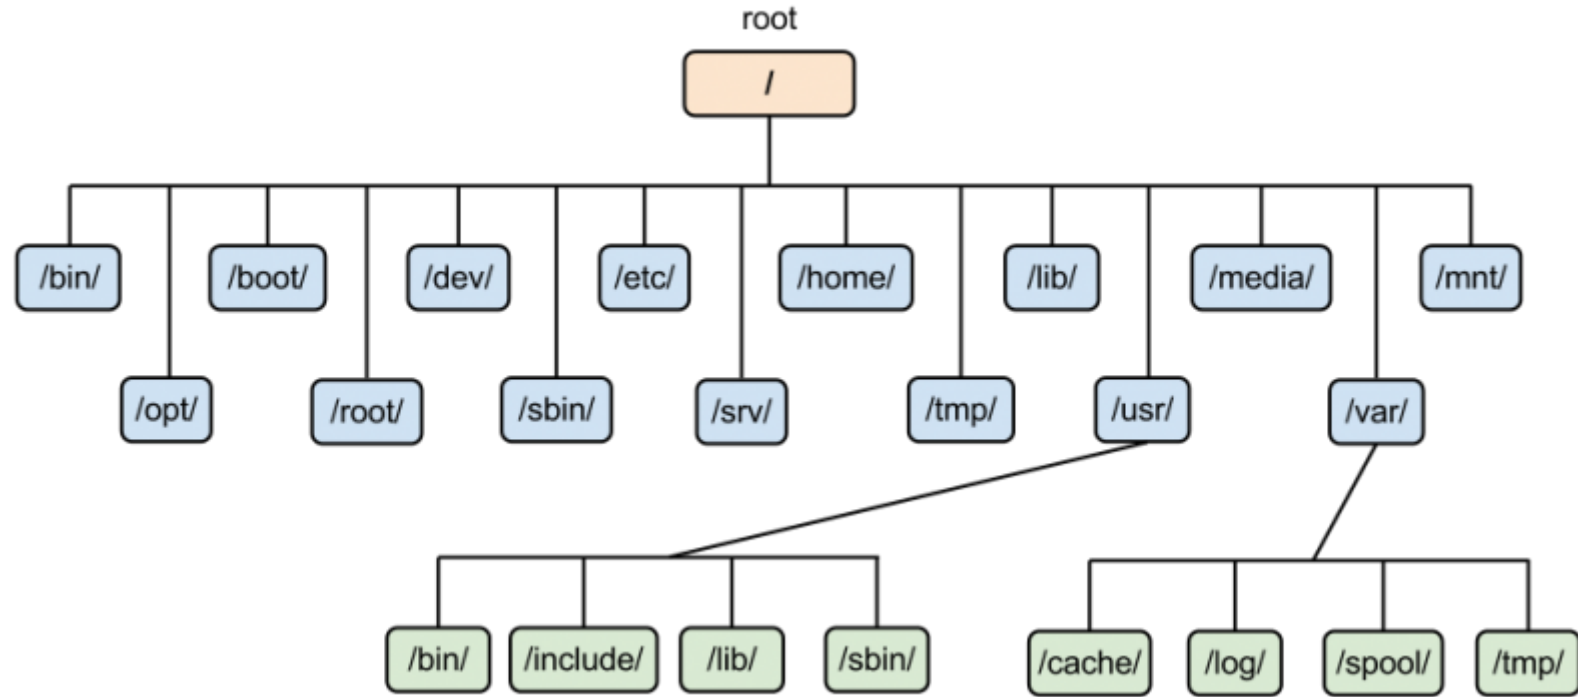 root
/
/bin/
/boot/
/dev/
/etc/
/home/
/lib/
/media/
/mnt/
/opt/
/root/
/sbin/
/srv/
/tmp/
/usr/
/var/
/bin/
/include/
/lib/
/sbin/
/cache/
/log/
/spool/
/tmp/